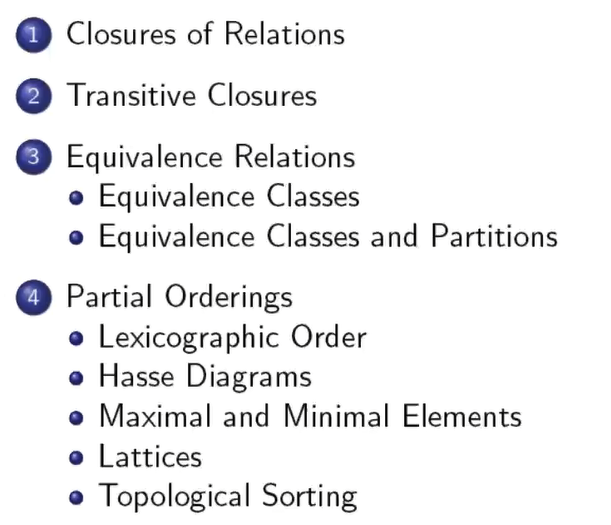 1 Closures of Relations
2 Transitive Closures
3 Equivalence Relations
Equivalence Classes
Equivalence Classes and Partitions
4 Partial Orderings
Lexicographic Order
Hasse Diagrams
Maximal and Minimal Elements
Lattices
Topological Sorting